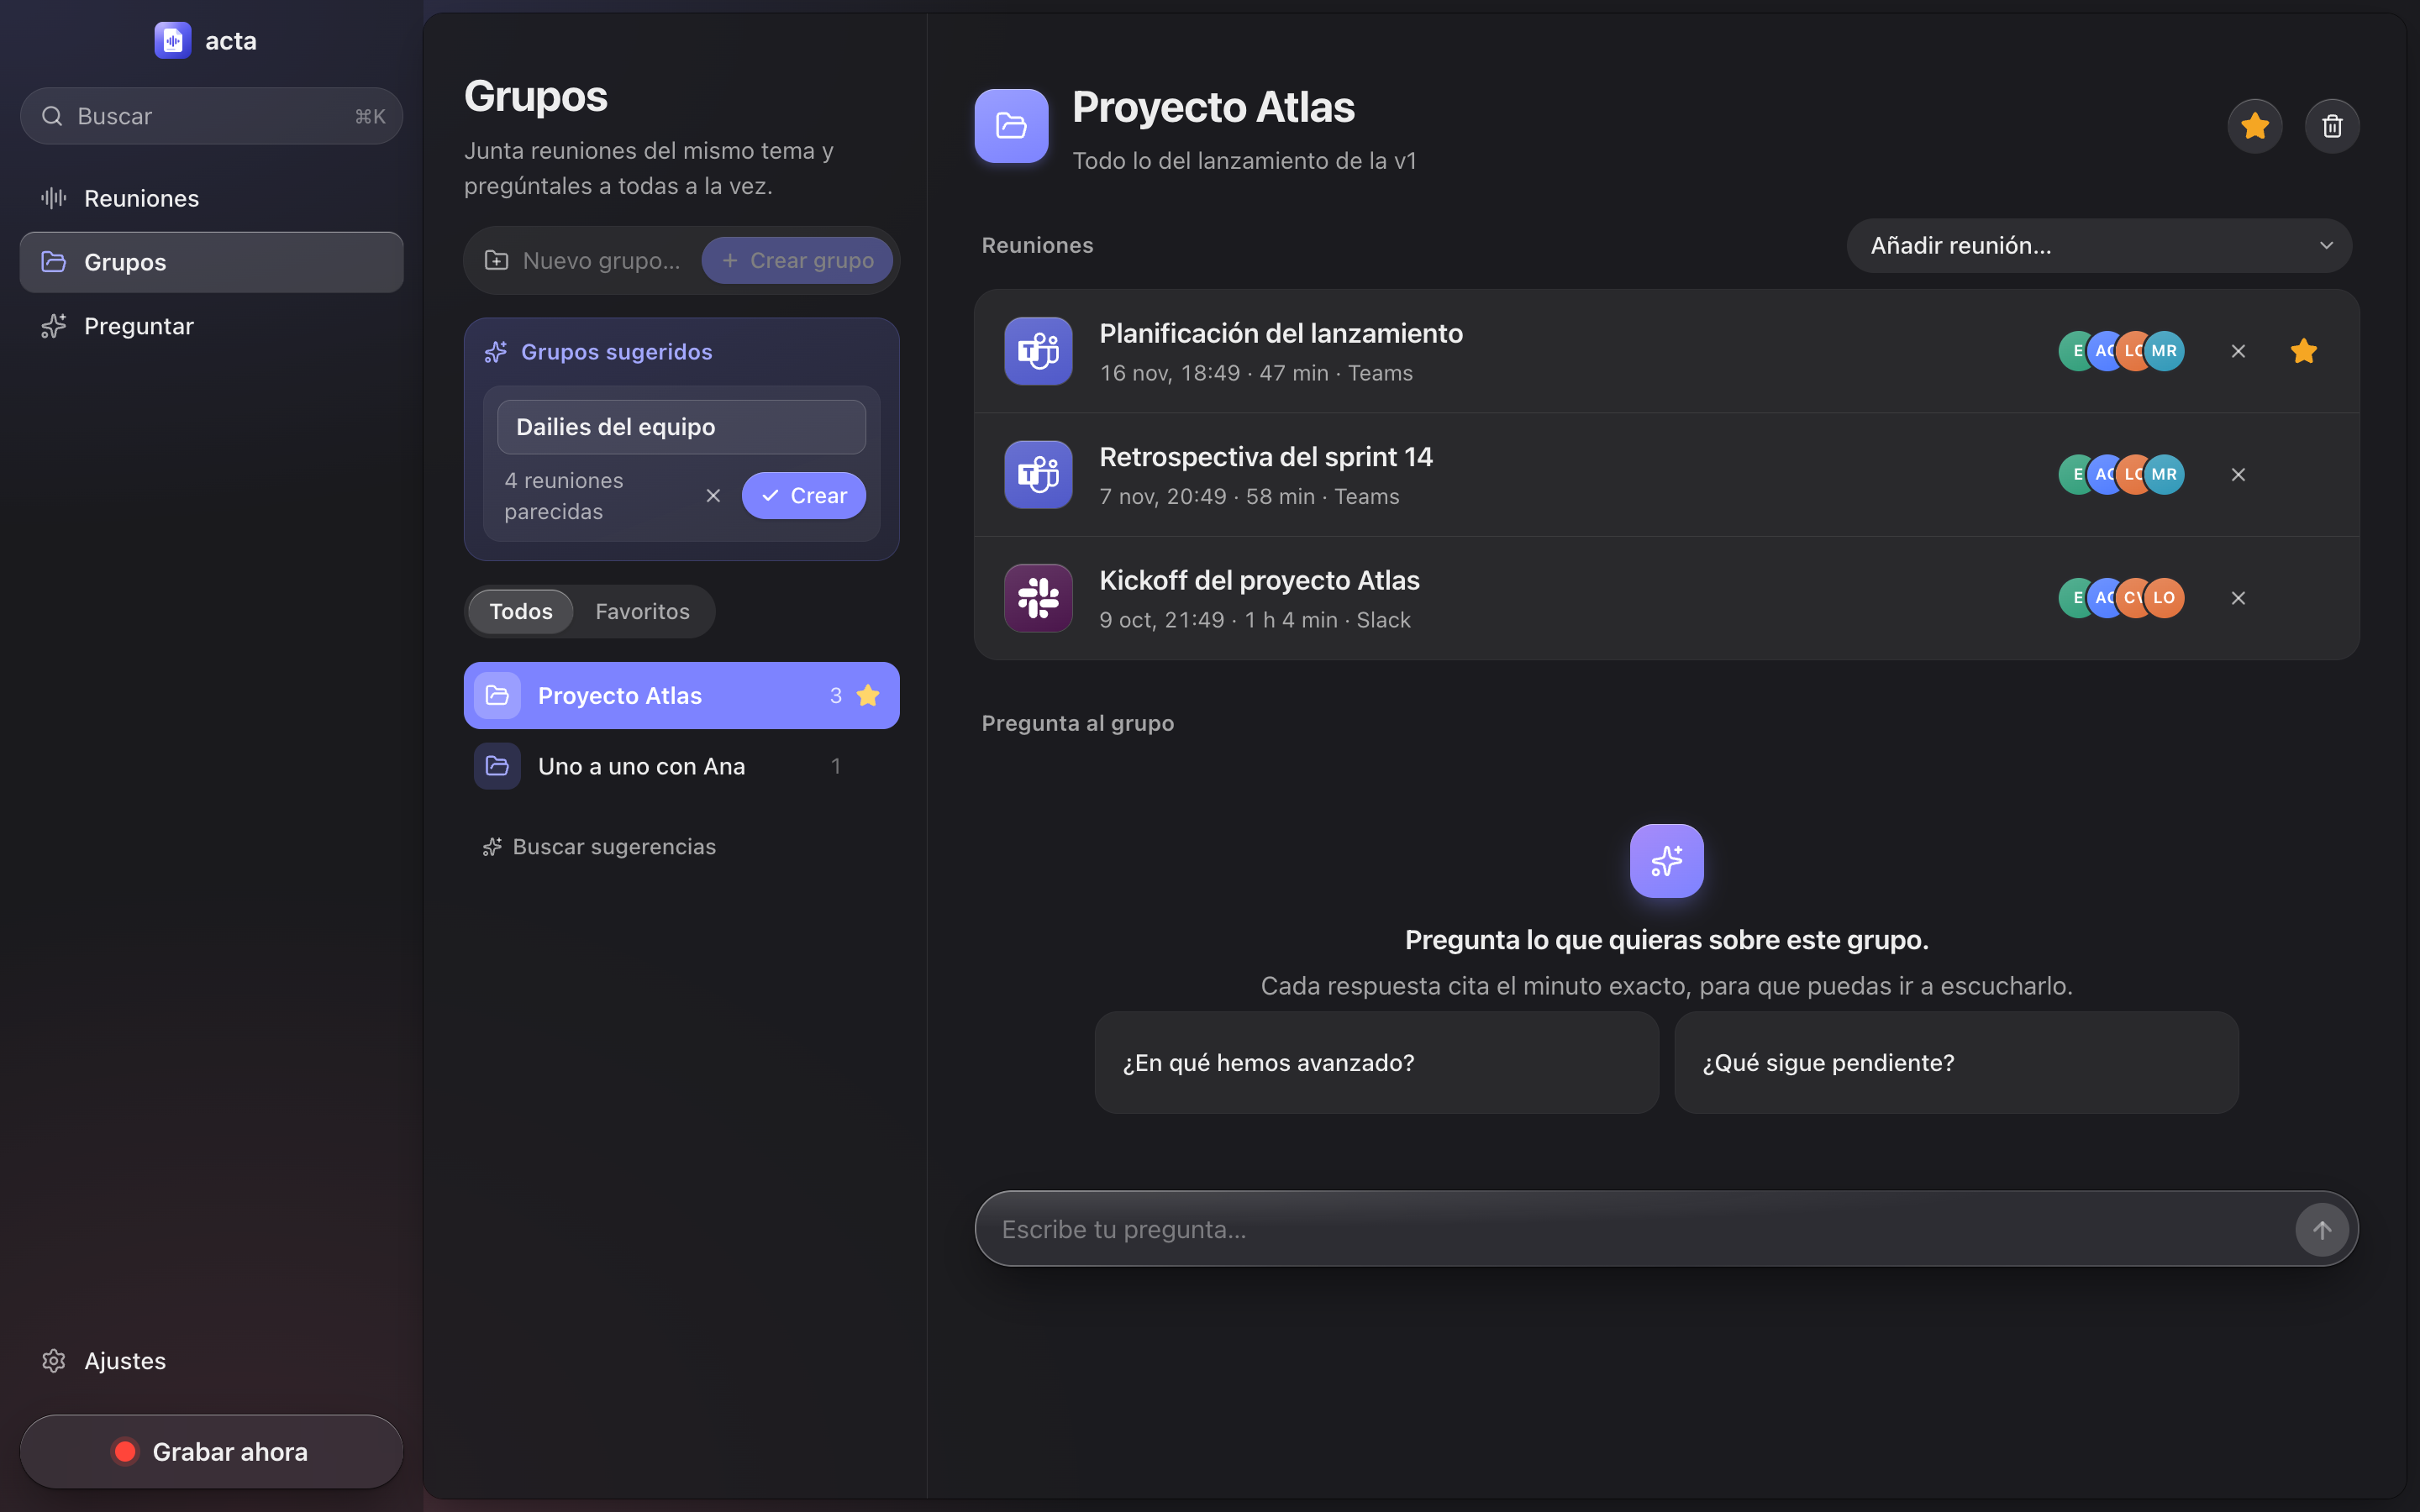 acta
Buscar ⌘K
Reuniones
Grupos
Preguntar
Ajustes
Grabar ahora
Grupos
Junta reuniones del mismo tema y
pregúntales a todas a la vez.
Nuevo grupo... + Crear grupo
Grupos sugeridos
Dailies del equipo
4 reuniones
parecidas
Crear
Todos Favoritos
Proyecto Atlas 3
Uno a uno con Ana 1
Buscar sugerencias
Proyecto Atlas
Todo lo del lanzamiento de la v1
Reuniones
Añadir reunión...
Planificación del lanzamiento
16 nov, 18:49 · 47 min · Teams
E AC LO MR
Retrospectiva del sprint 14
7 nov, 20:49 · 58 min · Teams
E AC LO MR
Kickoff del proyecto Atlas
9 oct, 21:49 · 1 h 4 min · Slack
E AC CV LO
Pregunta al grupo
Pregunta lo que quieras sobre este grupo.
Cada respuesta cita el minuto exacto, para que puedas ir a escucharlo.
¿En qué hemos avanzado?
¿Qué sigue pendiente?
Escribe tu pregunta...